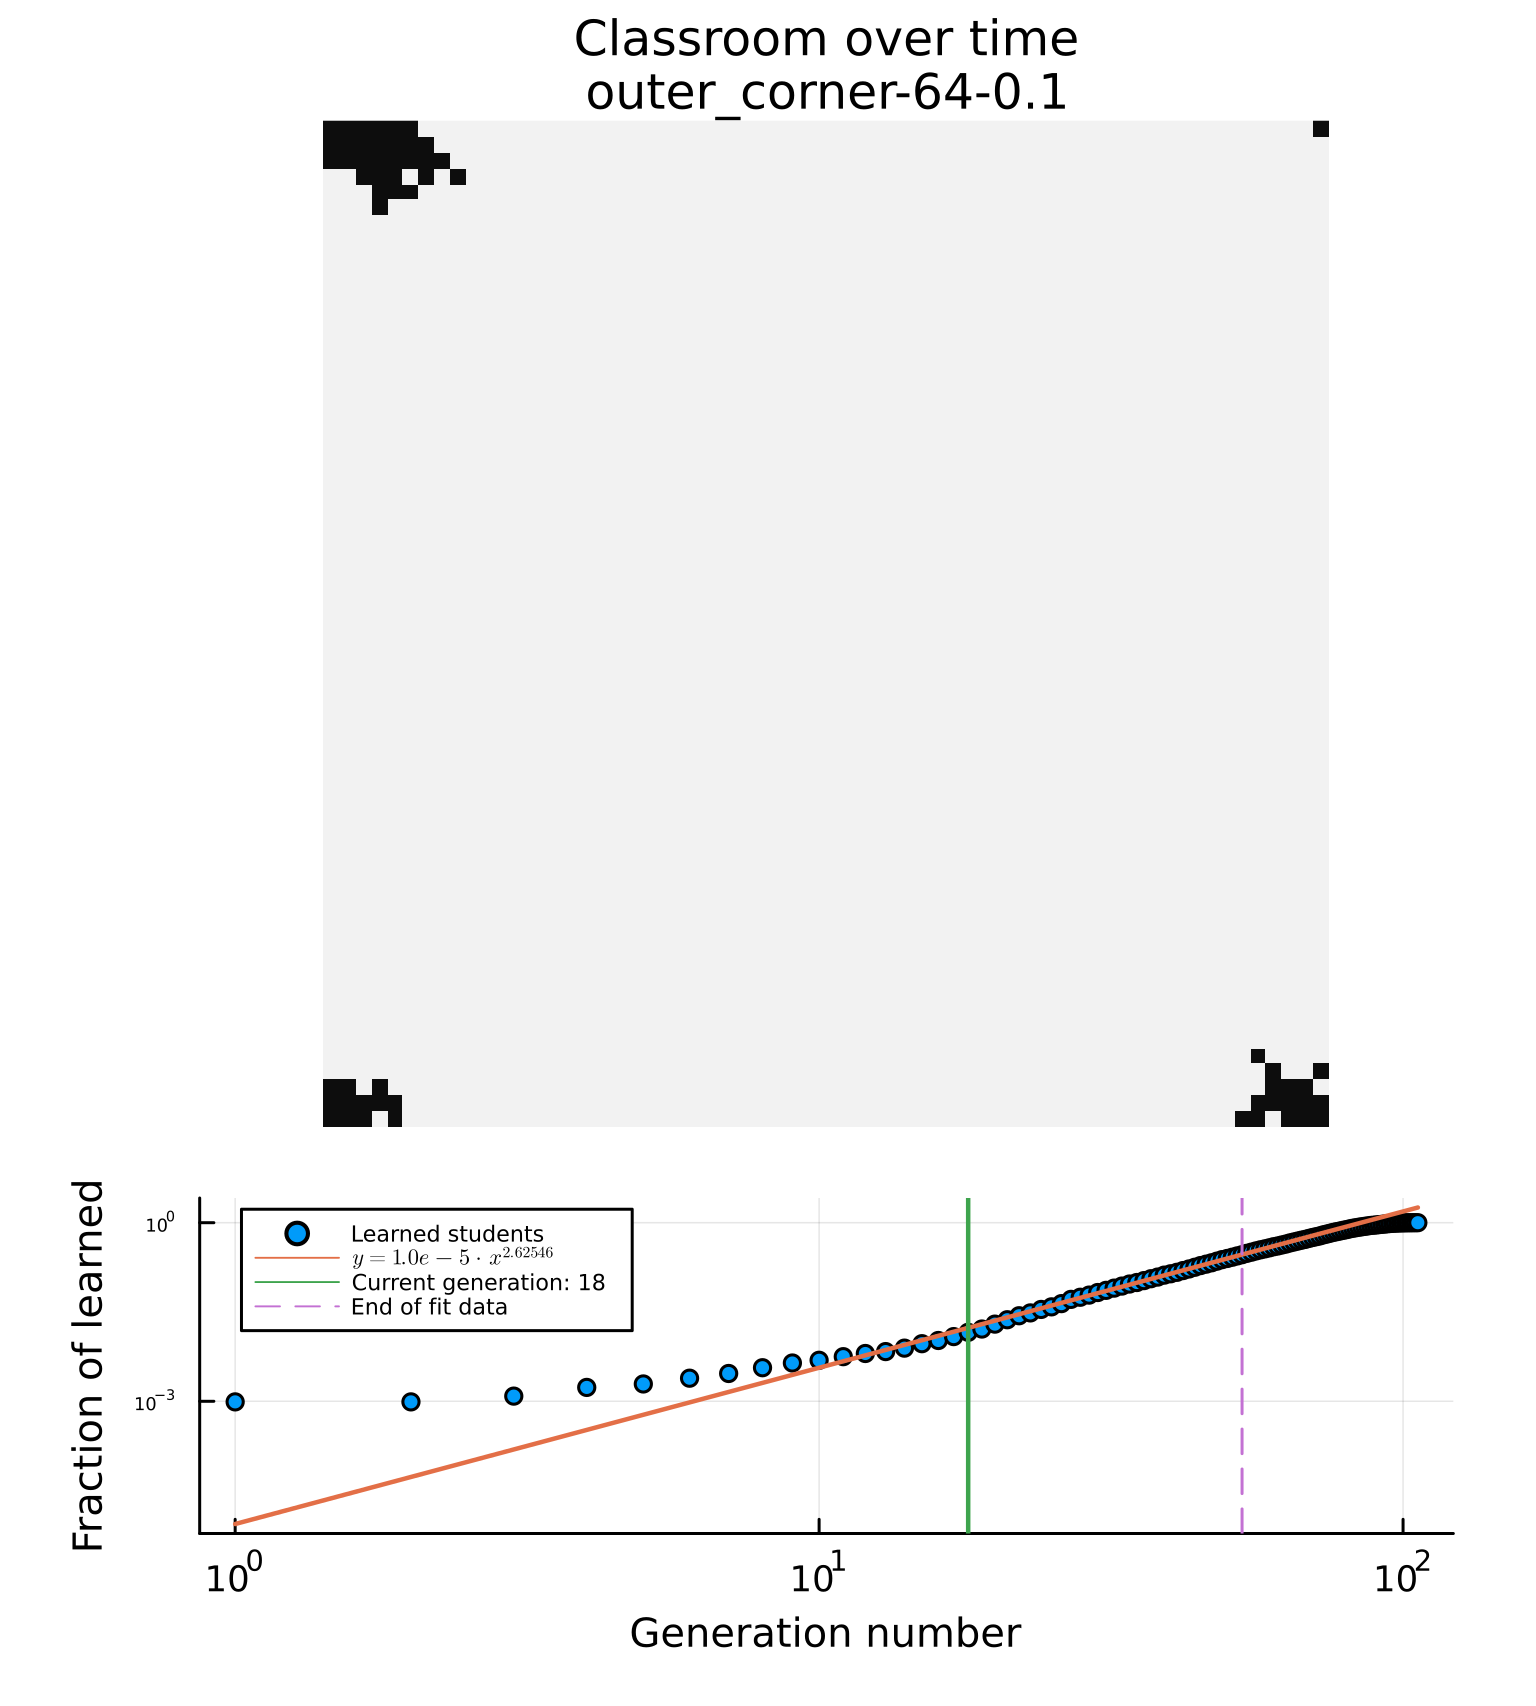 Classroom over time
outer_corner-64-0.1
Fraction of learned
10^0
10^-3
Learned students
y = 1.0e − 5 · x^2.62546
Current generation: 18
End of fit data
10^0 10^1 10^2
Generation number